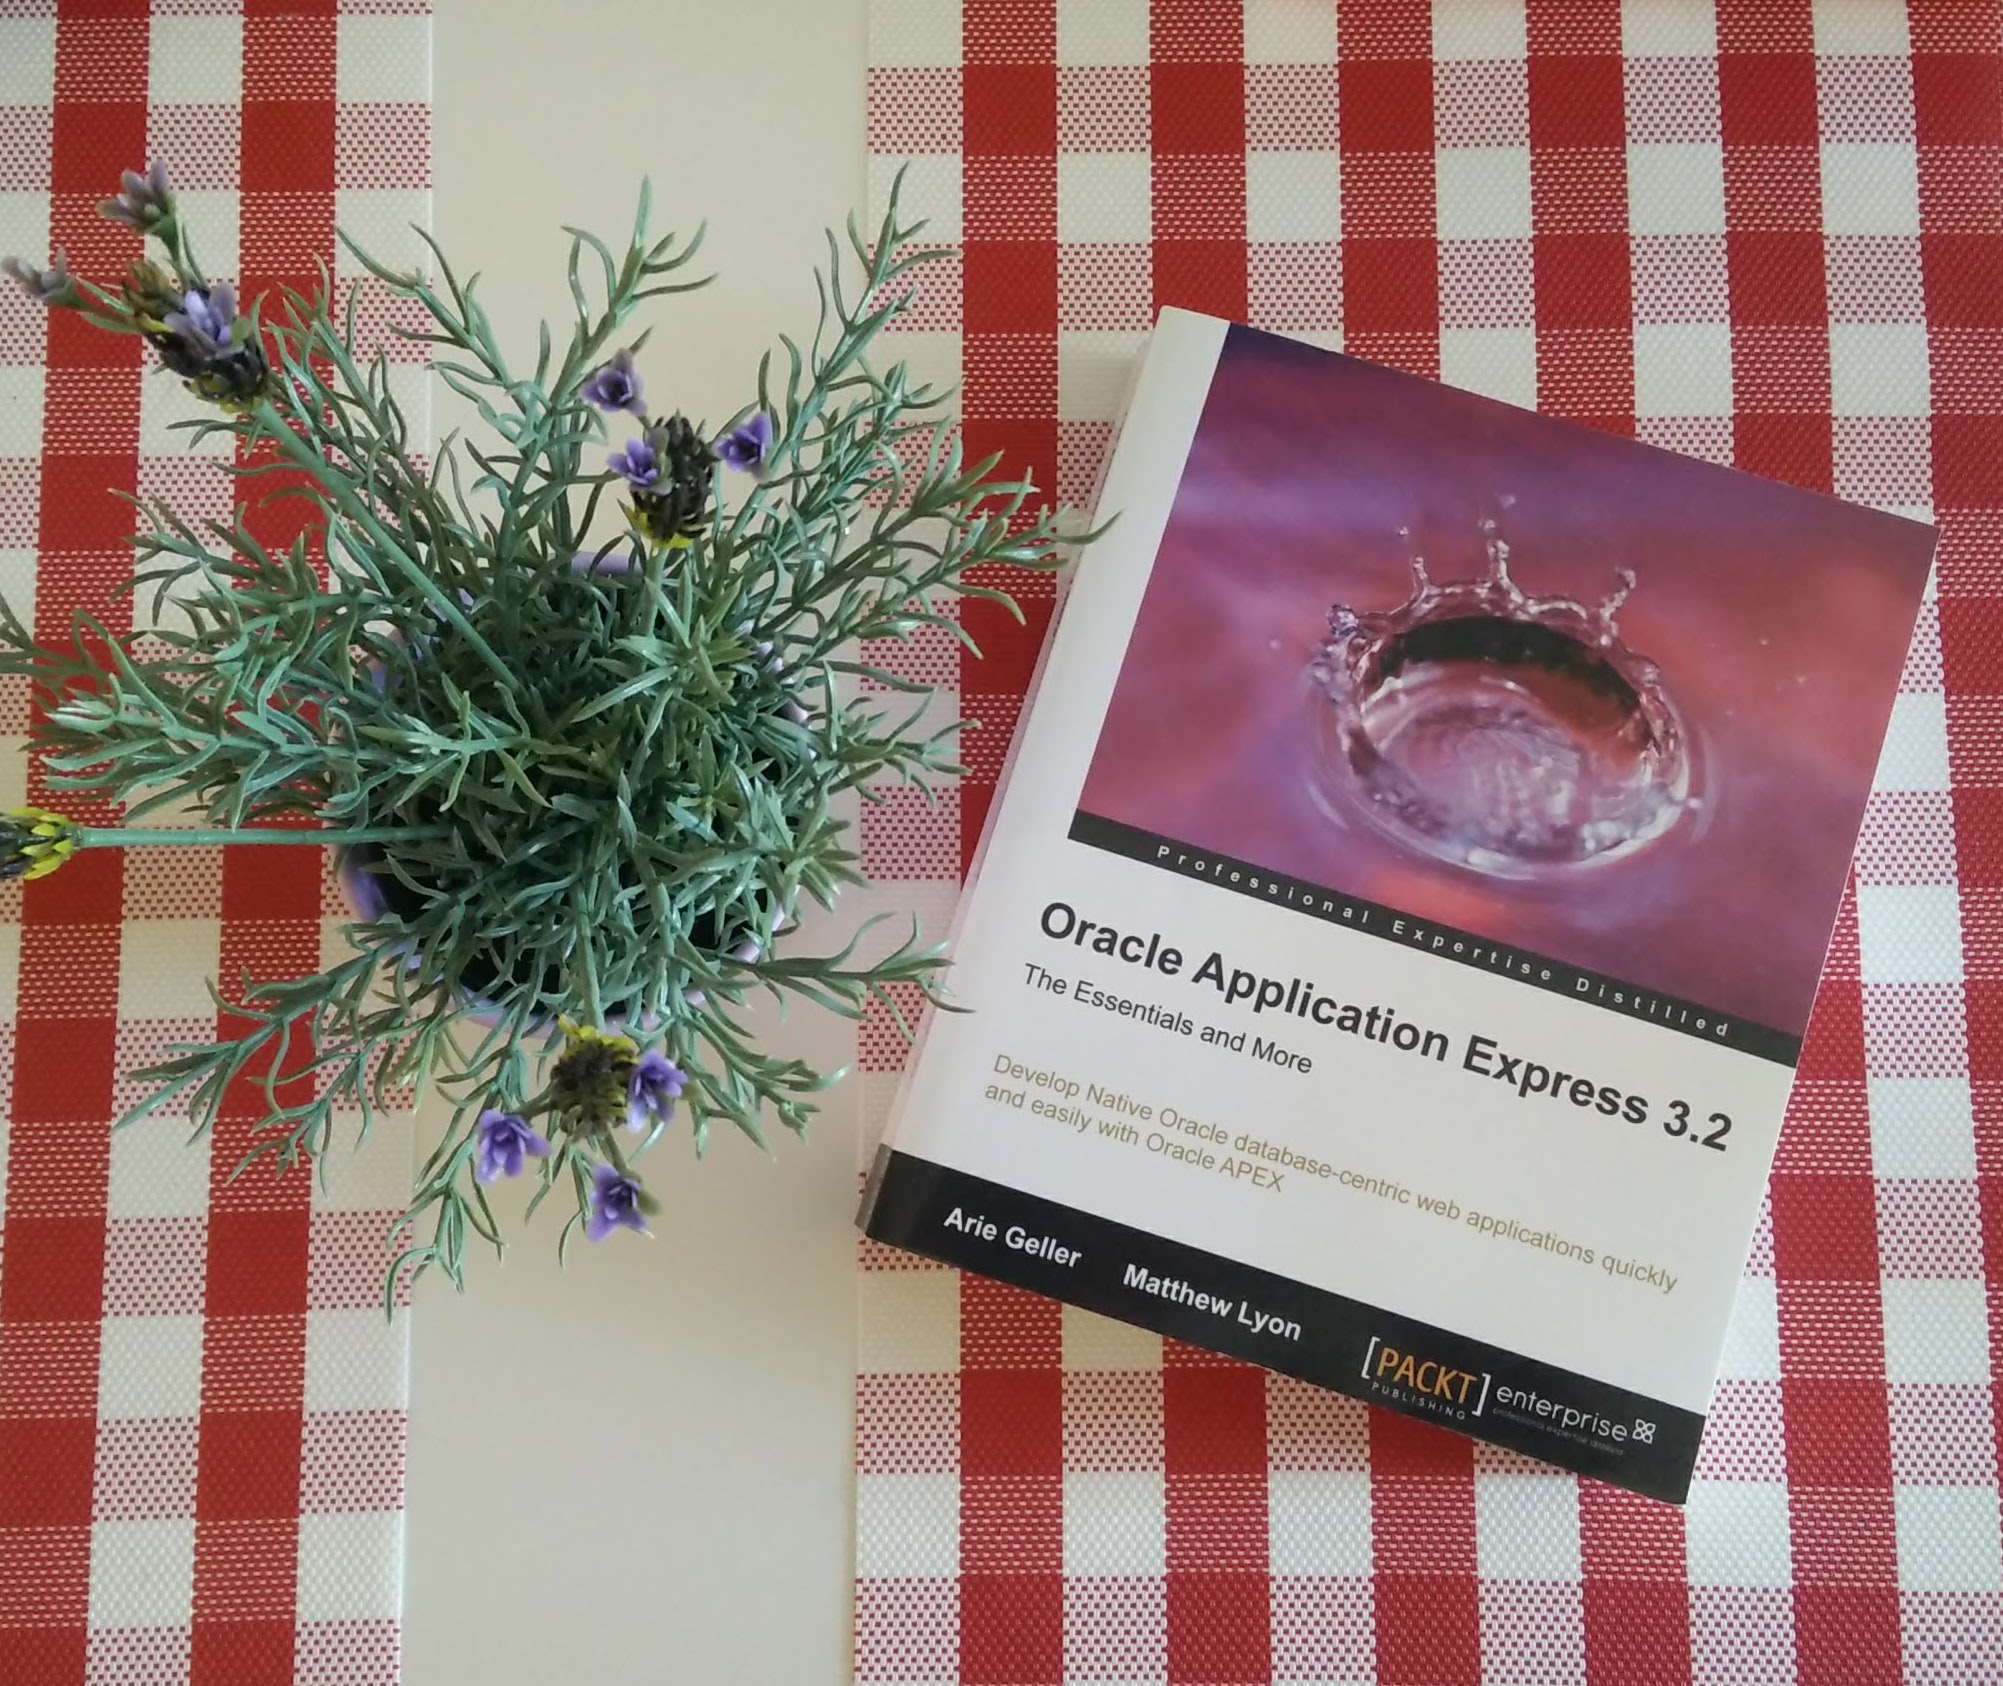 Professional Expertise Distilled
Oracle Application Express 3.2
The Essentials and More
Develop Native Oracle database-centric web applications quickly
and easily with Oracle APEX
Arie Geller Matthew Lyon
[PACKT] enterprise
PUBLISHING
professional expertise distilled